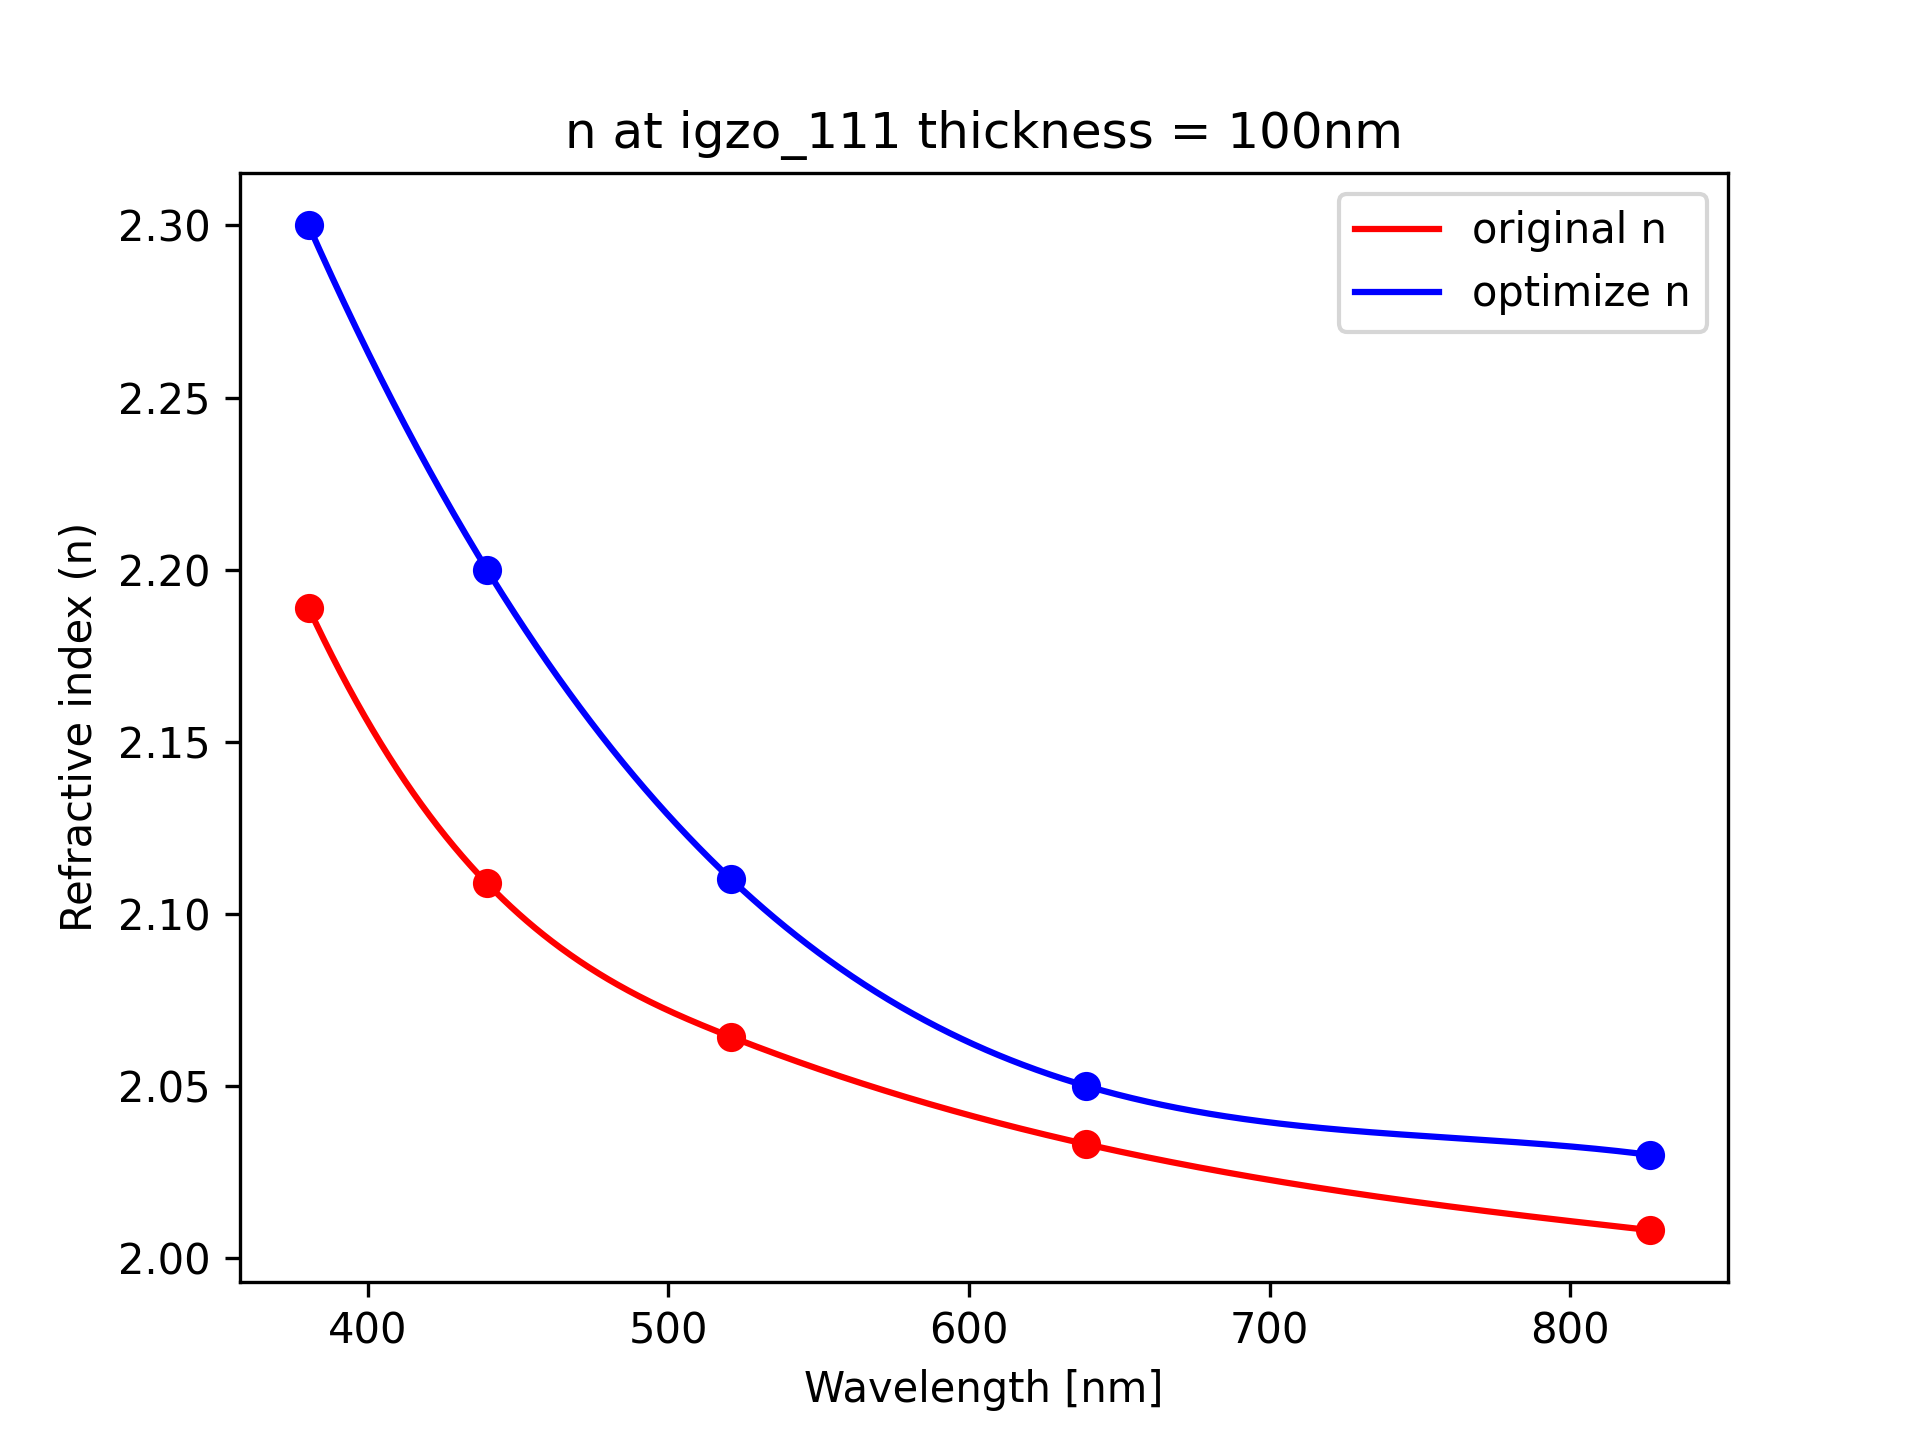 n at igzo_111 thickness = 100nm
original n
optimize n
Refractive index (n)
2.30
2.25
2.20
2.15
2.10
2.05
2.00
400 500 600 700 800
Wavelength [nm]